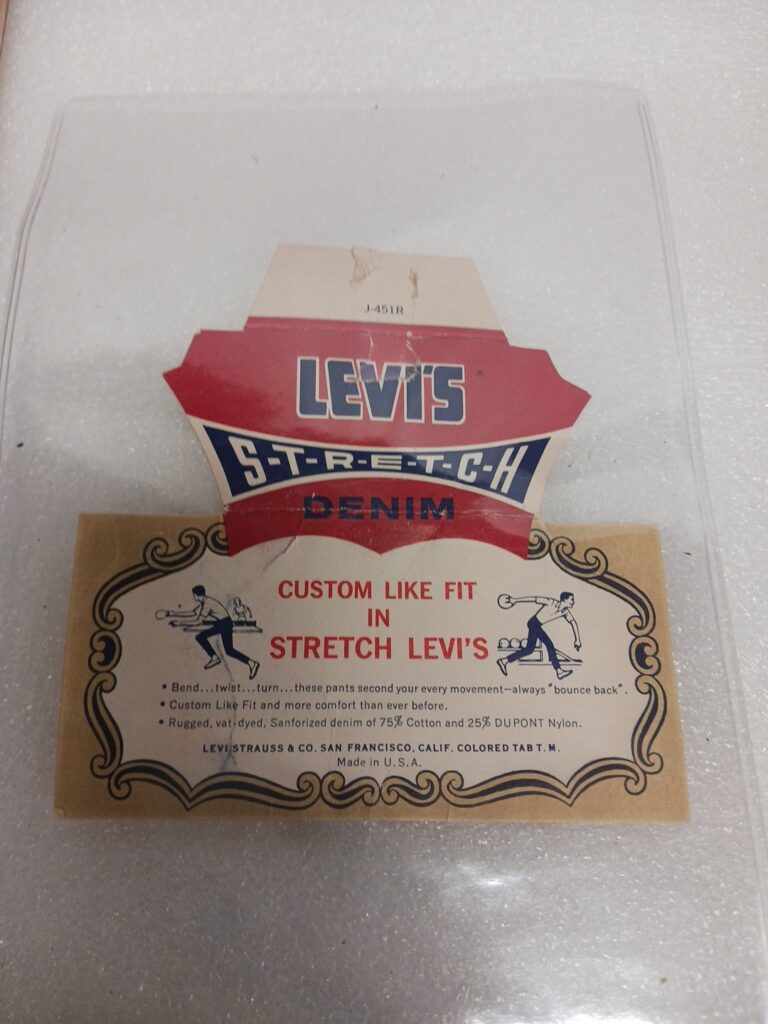 J-451R
LEVI'S
S-T-R-E-T-C-H
DENIM
CUSTOM LIKE FIT
IN
STRETCH LEVI'S
• Bend...twist...turn...these pants second your every movement—always "bounce back".
• Custom Like Fit and more comfort than ever before.
• Rugged, vat-dyed, Sanforized denim of 75% Cotton and 25% DUPONT Nylon.
LEVI STRAUSS & CO. SAN FRANCISCO, CALIF. COLORED TAB T.M.
Made in U.S.A.